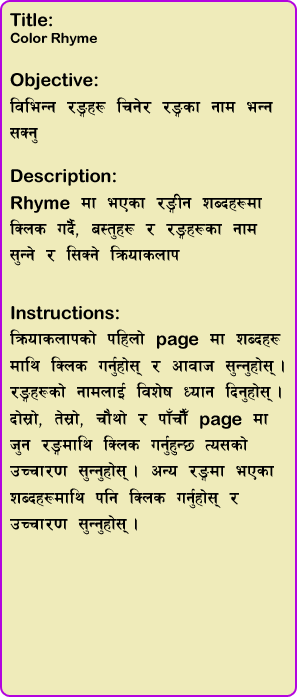 Title:
Color Rhyme
Objective:
विभिन्न रङ्गहरू चिनेर रङ्गका नाम भन्न
सक्नु
Description:
Rhyme मा भएका रङ्गीन शब्दहरूमा
क्लिक गर्दै, बस्तुहरू र रङ्गहरूका नाम
सुन्ने र सिक्ने क्रियाकलाप
Instructions:
क्रियाकलापको पहिलो page मा शब्दहरू
माथि क्लिक गर्नुहोस् र आवाज सुन्नुहोस् ।
रङ्गहरूको नामलाई विशेष ध्यान दिनुहोस् ।
दोस्रो, तेस्रो, चौथो र पाँचौँ page मा
जुन रङ्गमाथि क्लिक गर्नुहुन्छ त्यसको
उच्चारण सुन्नुहोस् । अन्य रङ्गमा भएका
शब्दहरूमाथि पनि क्लिक गर्नुहोस् र
उच्चारण सुन्नुहोस् ।